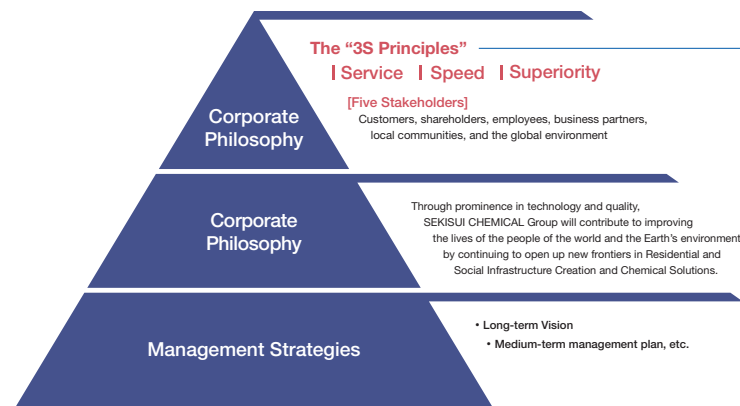 The “3S Principles”
Service Speed Superiority
[Five Stakeholders]
Customers, shareholders, employees, business partners,
local communities, and the global environment
Corporate
Philosophy
Corporate
Philosophy
Through prominence in technology and quality,
SEKISUI CHEMICAL Group will contribute to improving
the lives of the people of the world and the Earth’s environment
by continuing to open up new frontiers in Residential and
Social Infrastructure Creation and Chemical Solutions.
Management Strategies
• Long-term Vision
• Medium-term management plan, etc.